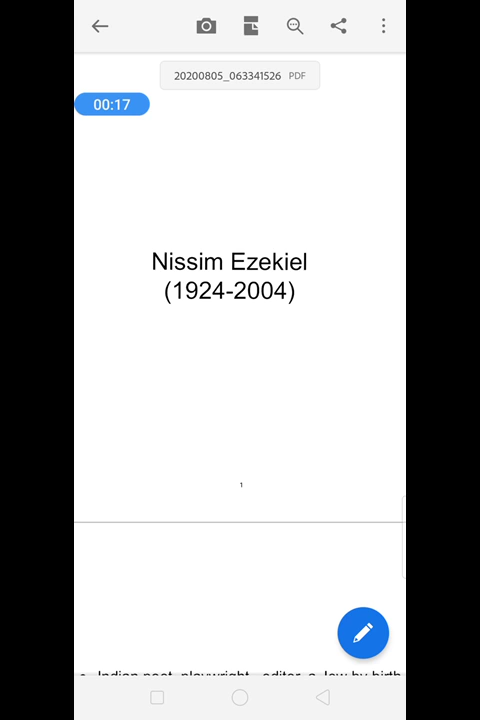 20200805_063341526 PDF
00:17
Nissim Ezekiel
(1924-2004)
1
• Indian poet, playwright, editor, a Jew by birth